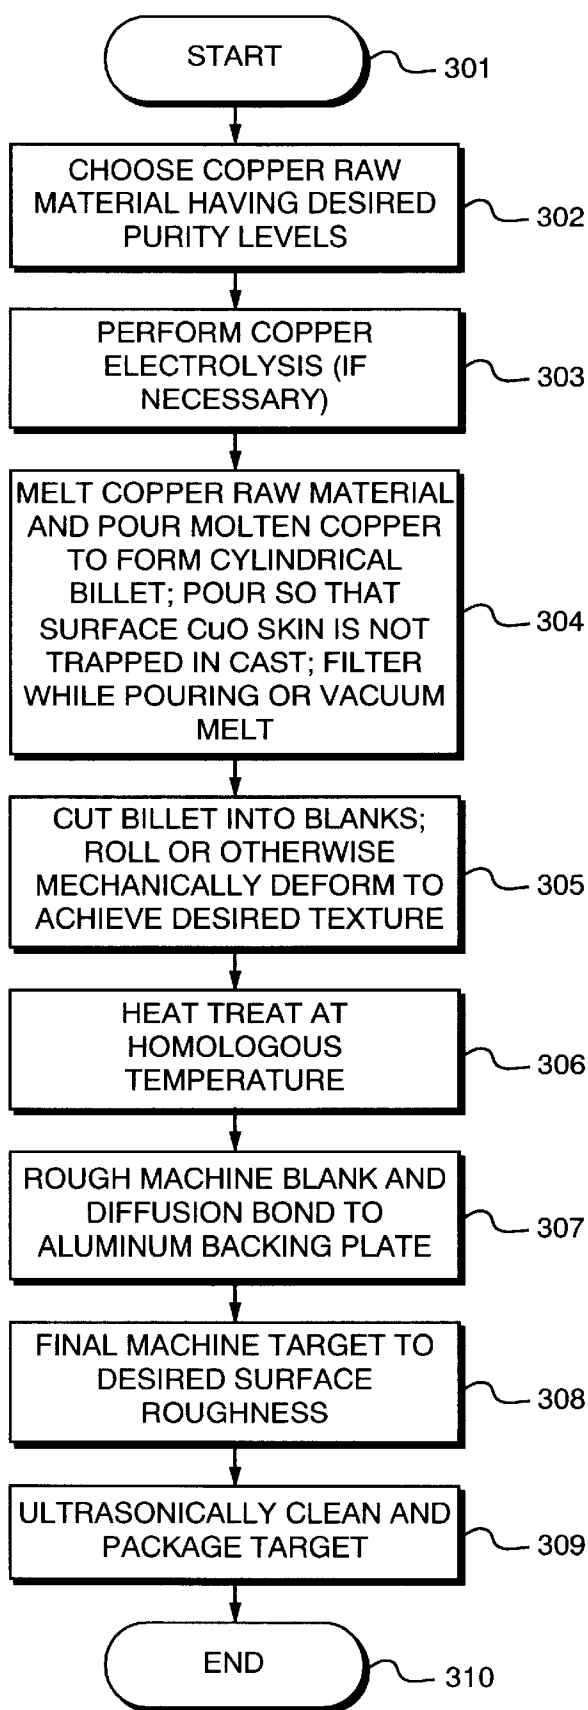 START
301
CHOOSE COPPER RAW
MATERIAL HAVING DESIRED
PURITY LEVELS
302
PERFORM COPPER
ELECTROLYSIS (IF
NECESSARY)
303
MELT COPPER RAW MATERIAL
AND POUR MOLTEN COPPER
TO FORM CYLINDRICAL
BILLET; POUR SO THAT
SURFACE CuO SKIN IS NOT
TRAPPED IN CAST; FILTER
WHILE POURING OR VACUUM
MELT
304
CUT BILLET INTO BLANKS;
ROLL OR OTHERWISE
MECHANICALLY DEFORM TO
ACHIEVE DESIRED TEXTURE
305
HEAT TREAT AT
HOMOLOGOUS
TEMPERATURE
306
ROUGH MACHINE BLANK AND
DIFFUSION BOND TO
ALUMINUM BACKING PLATE
307
FINAL MACHINE TARGET TO
DESIRED SURFACE
ROUGHNESS
308
ULTRASONICALLY CLEAN AND
PACKAGE TARGET
309
END
310